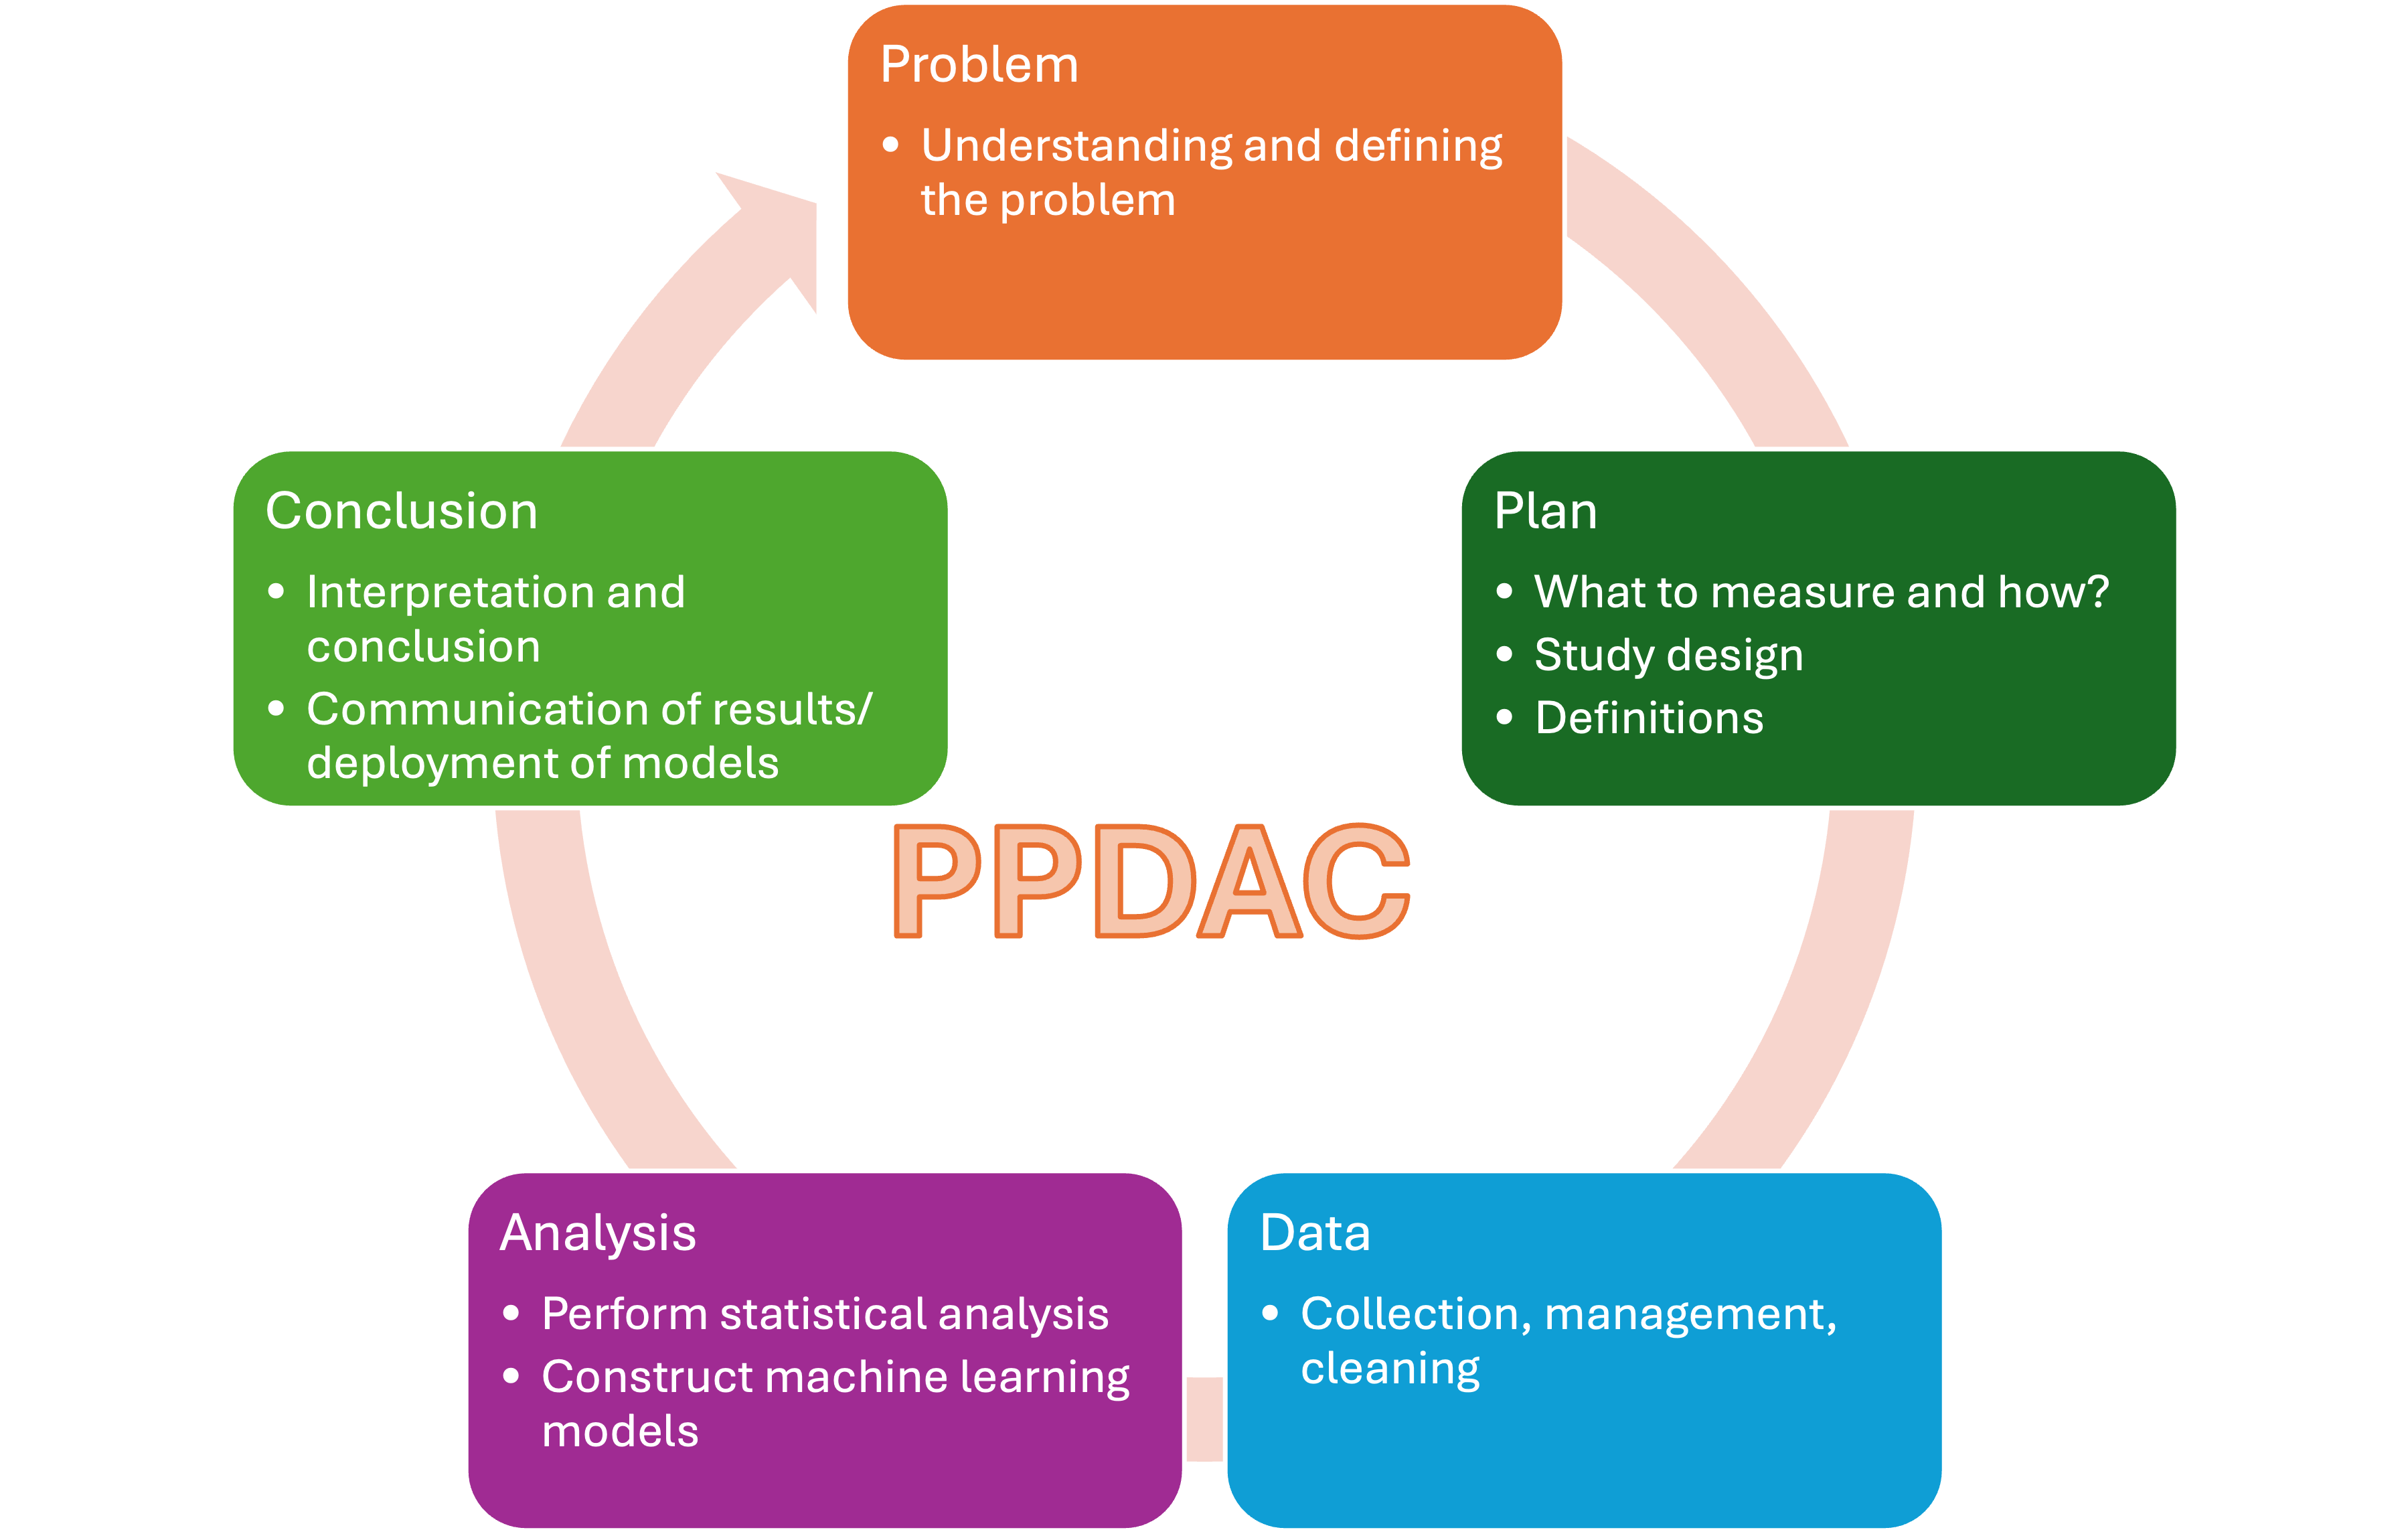 Problem
• Understanding and defining
the problem
Plan
• What to measure and how?
• Study design
• Definitions
Data
• Collection, management,
cleaning
Analysis
• Perform statistical analysis
• Construct machine learning
models
Conclusion
• Interpretation and
conclusion
• Communication of results/
deployment of models
PPDAC